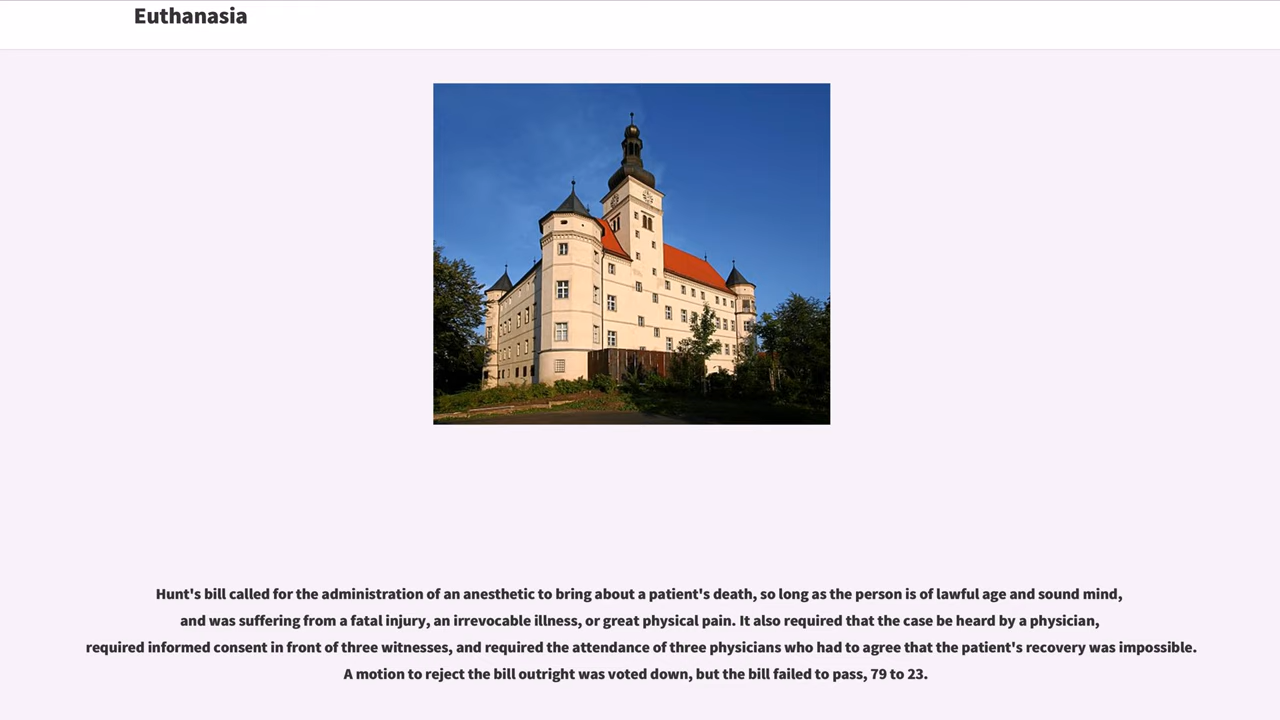 Euthanasia
Hunt's bill called for the administration of an anesthetic to bring about a patient's death, so long as the person is of lawful age and sound mind,
and was suffering from a fatal injury, an irrevocable illness, or great physical pain. It also required that the case be heard by a physician,
required informed consent in front of three witnesses, and required the attendance of three physicians who had to agree that the patient's recovery was impossible.
A motion to reject the bill outright was voted down, but the bill failed to pass, 79 to 23.